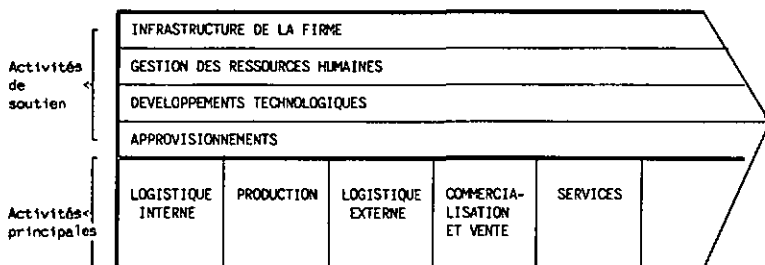 INFRASTRUCTURE DE LA FIRME
GESTION DES RESSOURCES HUMAINES
DEVELOPPEMENTS TECHNOLOGIQUES
APPROVISIONNEMENTS
Activités
de
soutien
LOGISTIQUE
INTERNE
PRODUCTION
LOGISTIQUE
EXTERNE
COMMERCIA-
LISATION
ET VENTE
SERVICES
Activités
principales